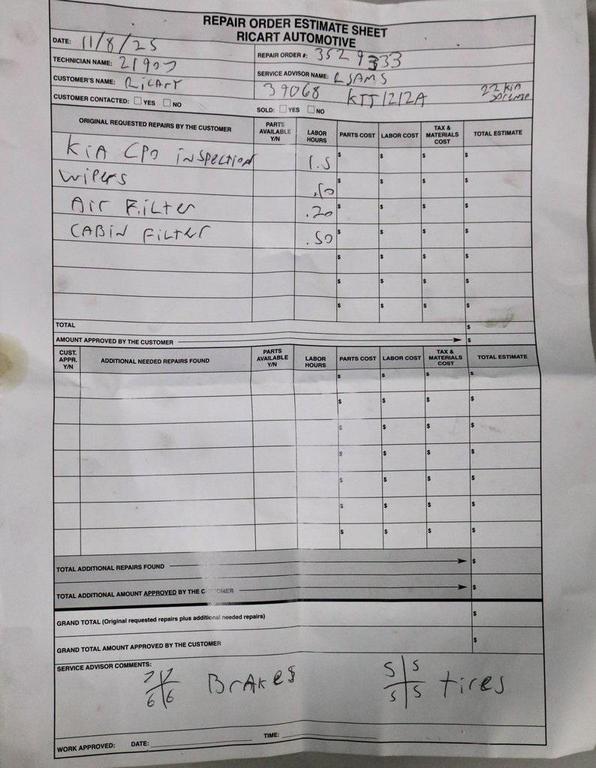 REPAIR ORDER ESTIMATE SHEET
RICART AUTOMOTIVE
DATE: 11/8/25
REPAIR ORDER #: 3529333
TECHNICIAN NAME: 21907
SERVICE ADVISOR NAME: RSAMS
CUSTOMER'S NAME: RiCArT
39068 KTJ1212A 22 KiA
CUSTOMER CONTACTED: YES NO
SOLD: YES NO
ORIGINAL REQUESTED REPAIRS BY THE CUSTOMER PARTS AVAILABLE Y/N LABOR HOURS PARTS COST LABOR COST TAX & MATERIALS COST TOTAL ESTIMATE
KiA CPO inSpecTion 1.5 $ $ $ $
WiPErS .50 $ $ $ $
AIr FiLTEr .20 $ $ $ $
CABiN FiLTEr .50 $ $ $ $
$ $ $ $
$ $ $ $
$ $ $ $
TOTAL $
AMOUNT APPROVED BY THE CUSTOMER $
CUST. APPR. Y/N ADDITIONAL NEEDED REPAIRS FOUND PARTS AVAILABLE Y/N LABOR HOURS PARTS COST LABOR COST TAX & MATERIALS COST TOTAL ESTIMATE
$ $ $ $
$ $ $ $
$ $ $ $
$ $ $ $
$ $ $ $
$ $ $ $
$ $ $ $
TOTAL ADDITIONAL REPAIRS FOUND $
TOTAL ADDITIONAL AMOUNT APPROVED BY THE CUSTOMER $
GRAND TOTAL (Original requested repairs plus additional needed repairs) $
GRAND TOTAL AMOUNT APPROVED BY THE CUSTOMER $
SERVICE ADVISOR COMMENTS:
7 7 5 5
6 6 BrAKeS 5 5 tires
WORK APPROVED: DATE: TIME: